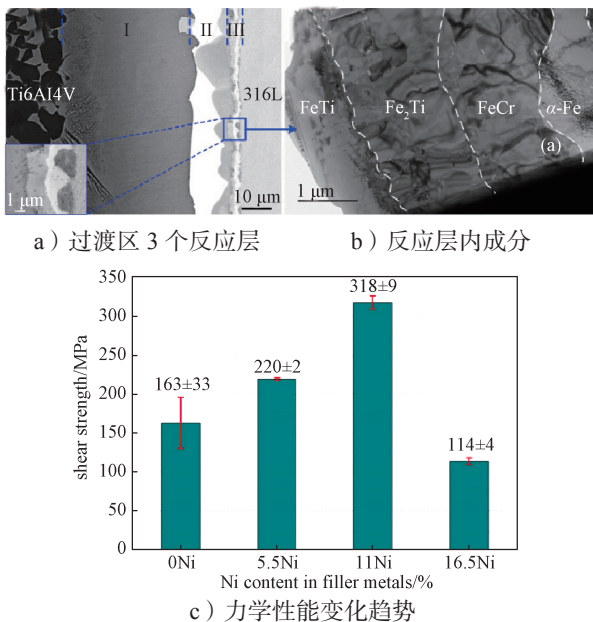 I II III
Ti6Al4V
316L
1 μm
10 μm
FeTi Fe₂Ti FeCr α-Fe
(a)
1 μm
a）过渡区 3 个反应层
b）反应层内成分
350
300
250
200
150
100
50
0
shear strength/MPa
163±33
220±2
318±9
114±4
0Ni 5.5Ni 11Ni 16.5Ni
Ni content in filler metals/%
c）力学性能变化趋势